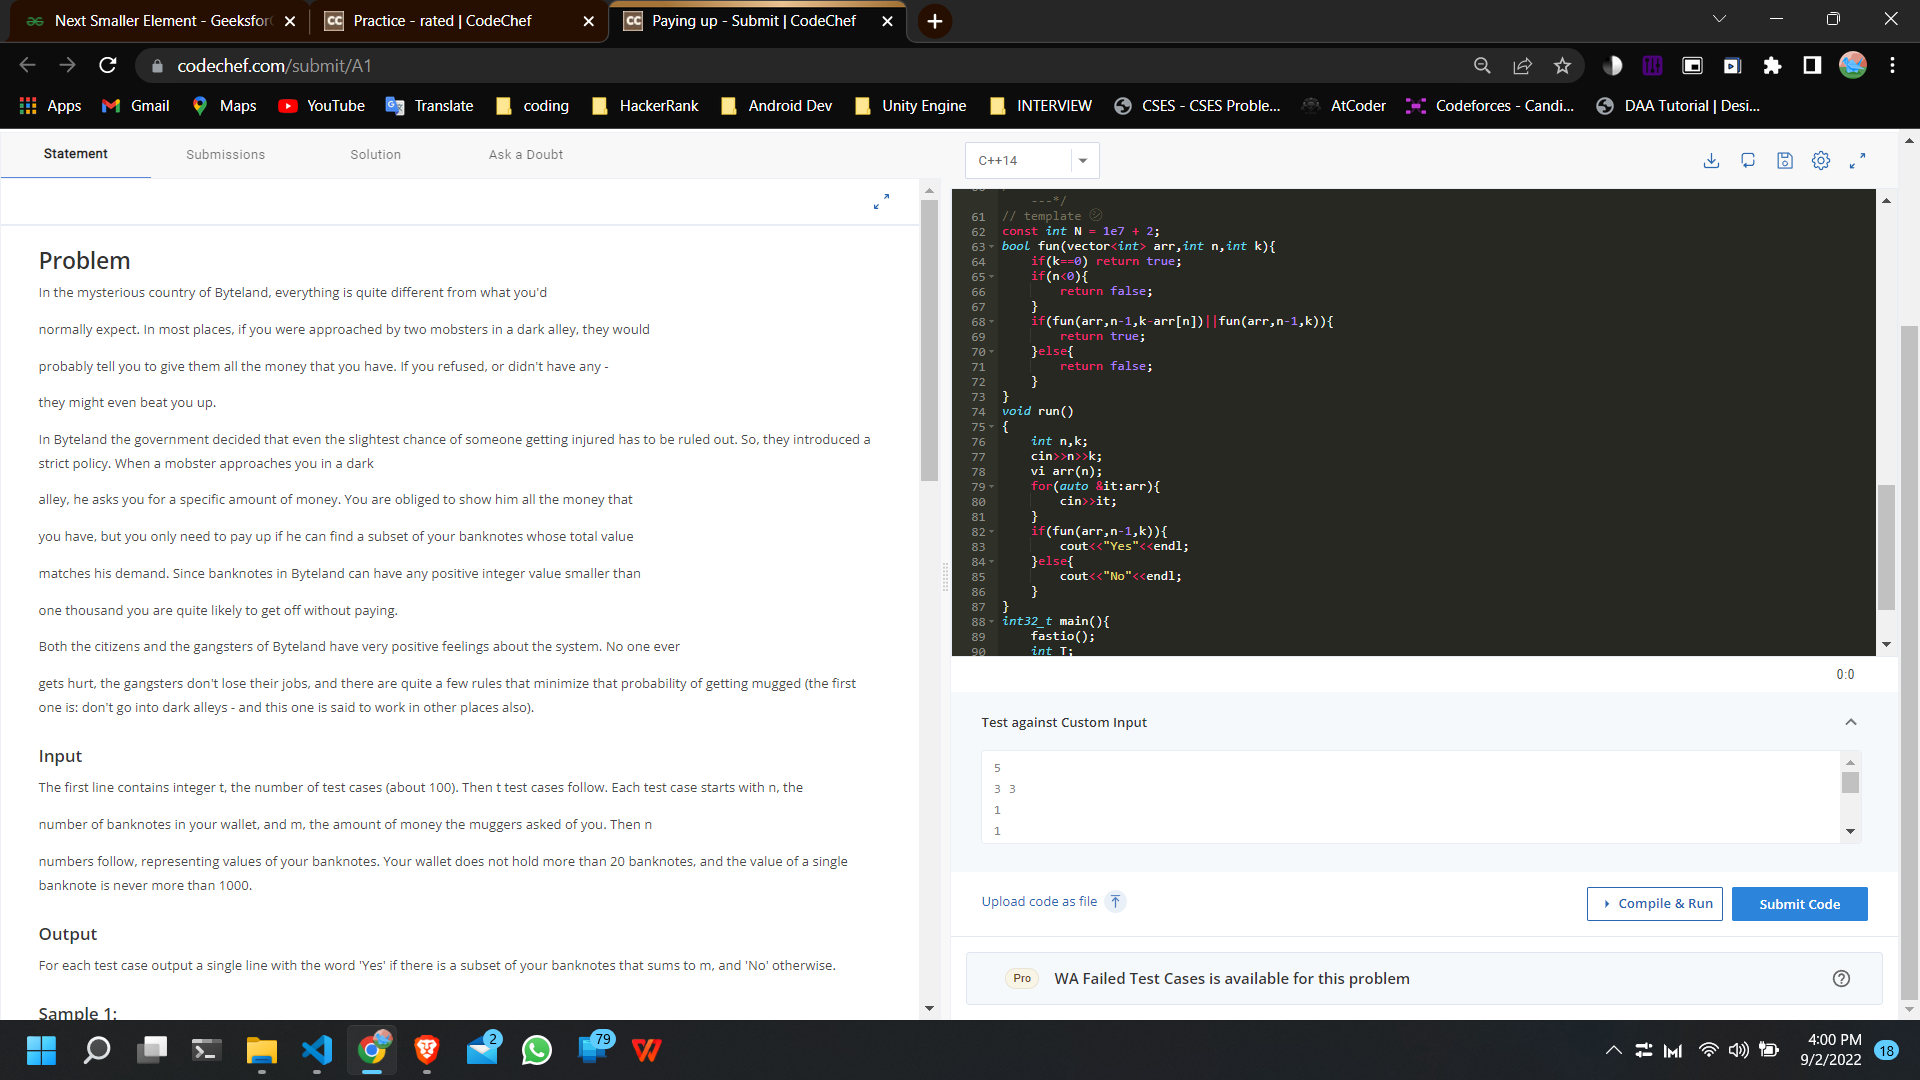 Next Smaller Element - Geeksfor
Practice - rated | CodeChef
Paying up - Submit | CodeChef
codechef.com/submit/A1
Apps
Gmail
Maps
YouTube
Translate
coding
HackerRank
Android Dev
Unity Engine
INTERVIEW
CSES - CSES Proble...
AtCoder
Codeforces - Candi...
DAA Tutorial | Desi...
Statement
Submissions
Solution
Ask a Doubt
Problem
In the mysterious country of Byteland, everything is quite different from what you'd
normally expect. In most places, if you were approached by two mobsters in a dark alley, they would
probably tell you to give them all the money that you have. If you refused, or didn't have any -
they might even beat you up.
In Byteland the government decided that even the slightest chance of someone getting injured has to be ruled out. So, they introduced a
strict policy. When a mobster approaches you in a dark
alley, he asks you for a specific amount of money. You are obliged to show him all the money that
you have, but you only need to pay up if he can find a subset of your banknotes whose total value
matches his demand. Since banknotes in Byteland can have any positive integer value smaller than
one thousand you are quite likely to get off without paying.
Both the citizens and the gangsters of Byteland have very positive feelings about the system. No one ever
gets hurt, the gangsters don't lose their jobs, and there are quite a few rules that minimize that probability of getting mugged (the first
one is: don't go into dark alleys - and this one is said to work in other places also).
Input
The first line contains integer t, the number of test cases (about 100). Then t test cases follow. Each test case starts with n, the
number of banknotes in your wallet, and m, the amount of money the muggers asked of you. Then n
numbers follow, representing values of your banknotes. Your wallet does not hold more than 20 banknotes, and the value of a single
banknote is never more than 1000.
Output
For each test case output a single line with the word 'Yes' if there is a subset of your banknotes that sums to m, and 'No' otherwise.
Sample 1:
C++14
---*/
61 // template
62 const int N = 1e7 + 2;
63 bool fun(vector<int> arr,int n,int k){
64 if(k==0) return true;
65 if(n<0){
66 return false;
67 }
68 if(fun(arr,n-1,k-arr[n])||fun(arr,n-1,k)){
69 return true;
70 }else{
71 return false;
72 }
73 }
74 void run()
75 {
76 int n,k;
77 cin>>n>>k;
78 vi arr(n);
79 for(auto &it:arr){
80 cin>>it;
81 }
82 if(fun(arr,n-1,k)){
83 cout<<"Yes"<<endl;
84 }else{
85 cout<<"No"<<endl;
86 }
87 }
88 int32_t main(){
89 fastio();
90 int T;
0:0
Test against Custom Input
5
3 3
1
1
Upload code as file
Compile & Run
Submit Code
Pro
WA Failed Test Cases is available for this problem
2
79
4:00 PM
9/2/2022
18